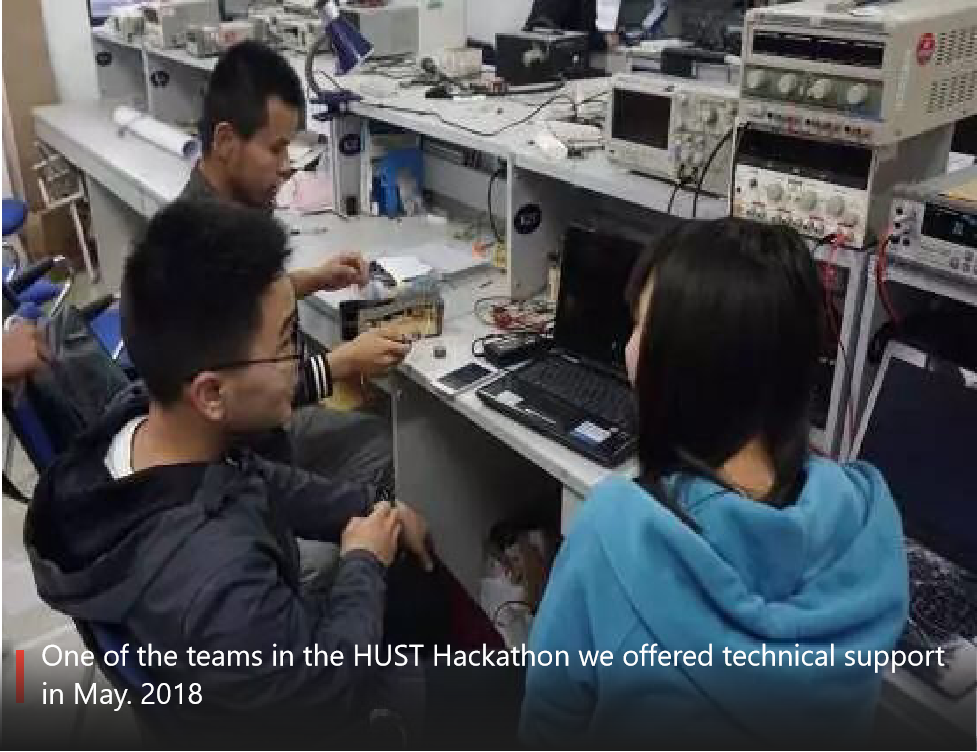 One of the teams in the HUST Hackathon we offered technical support
in May. 2018